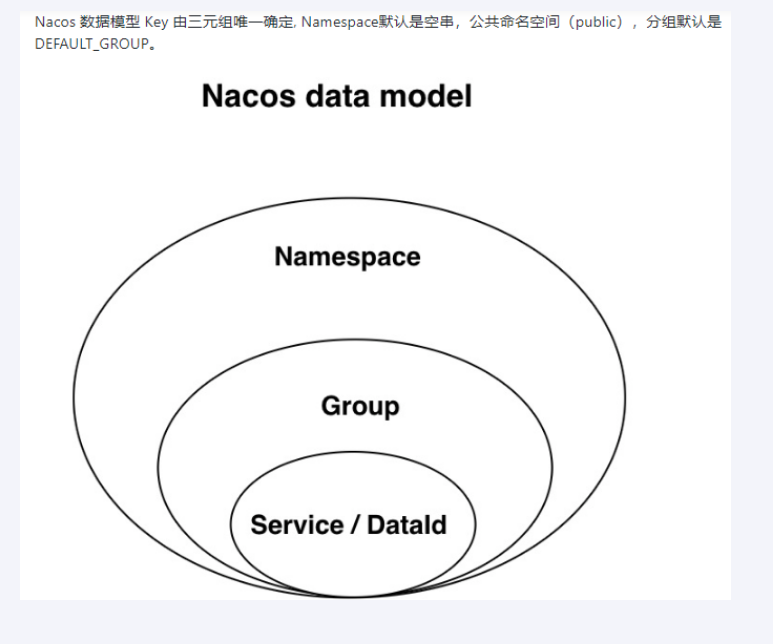 Nacos 数据模型 Key 由三元组唯一确定, Namespace默认是空串，公共命名空间（public），分组默认是
DEFAULT_GROUP。
Nacos data model
Namespace
Group
Service / DataId